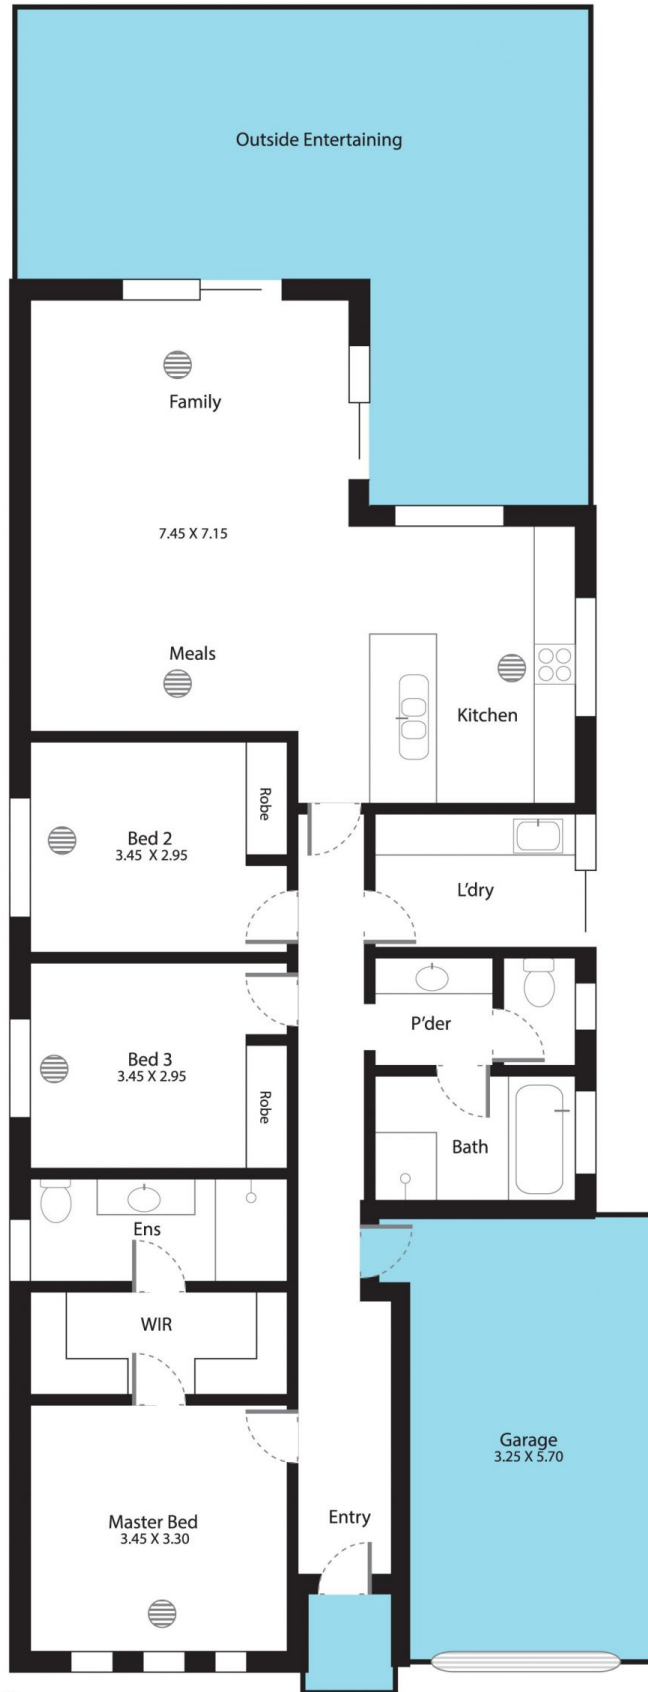 Outside Entertaining
Family
7.45 X 7.15
Meals
Kitchen
Robe
Bed 2
3.45 X 2.95
L'dry
P'der
Bed 3
3.45 X 2.95
Robe
Bath
Ens
WIR
Garage
3.25 X 5.70
Master Bed
3.45 X 3.30
Entry